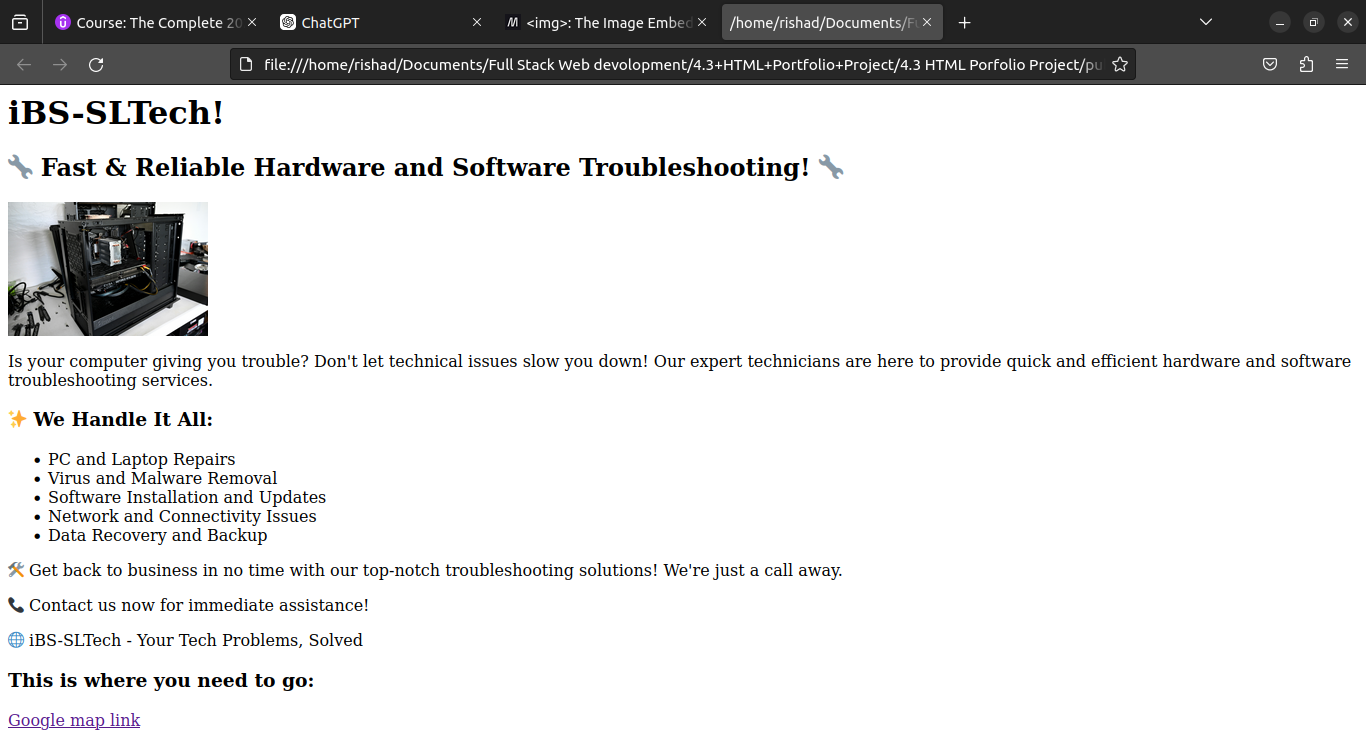 Course: The Complete 20
ChatGPT
<img>: The Image Embed
/home/rishad/Documents/Fu
file:///home/rishad/Documents/Full Stack Web devolopment/4.3+HTML+Portfolio+Project/4.3 HTML Porfolio Project/pu
iBS-SLTech!
🔧 Fast & Reliable Hardware and Software Troubleshooting! 🔧
Is your computer giving you trouble? Don't let technical issues slow you down! Our expert technicians are here to provide quick and efficient hardware and software
troubleshooting services.
✨ We Handle It All:
• PC and Laptop Repairs
• Virus and Malware Removal
• Software Installation and Updates
• Network and Connectivity Issues
• Data Recovery and Backup
🛠️ Get back to business in no time with our top-notch troubleshooting solutions! We're just a call away.
📞 Contact us now for immediate assistance!
🌐 iBS-SLTech - Your Tech Problems, Solved
This is where you need to go:
Google map link